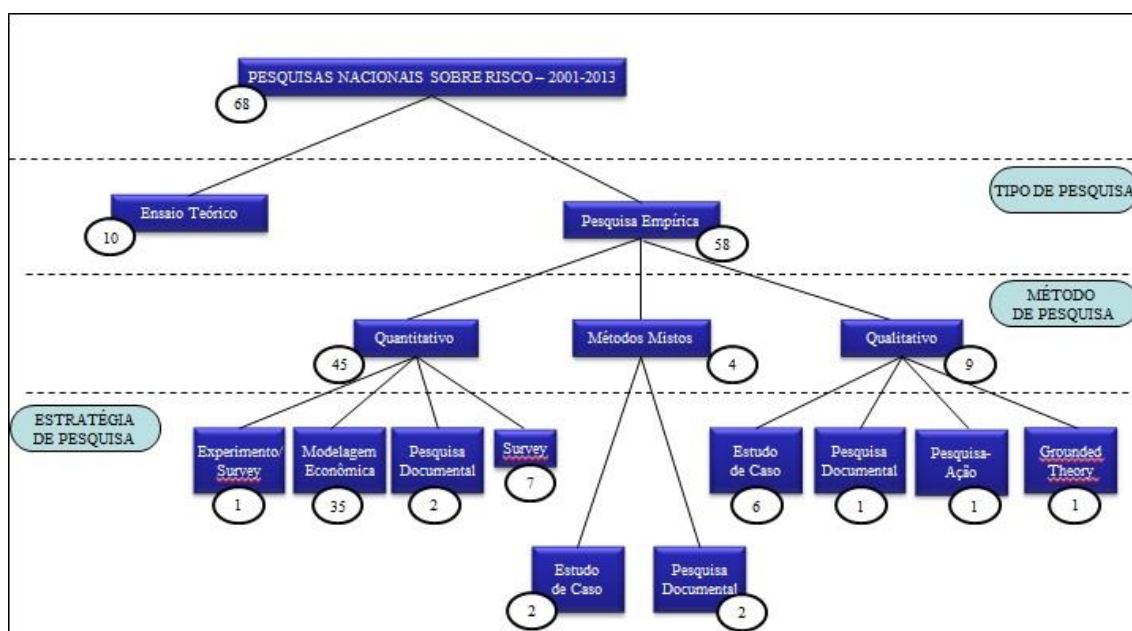 PESQUISAS NACIONAIS SOBRE RISCO – 2001-2013
68
TIPO DE PESQUISA
Ensaio Teórico
10
Pesquisa Empírica
58
MÉTODO
DE PESQUISA
Quantitativo
45
Métodos Mistos
4
Qualitativo
9
ESTRATÉGIA
DE PESQUISA
Experimento/
Survey
1
Modelagem
Econômica
35
Pesquisa
Documental
2
Survey
7
Estudo
de Caso
6
Pesquisa
Documental
1
Pesquisa-
Ação
1
Grounded
Theory
1
Estudo
de Caso
2
Pesquisa
Documental
2